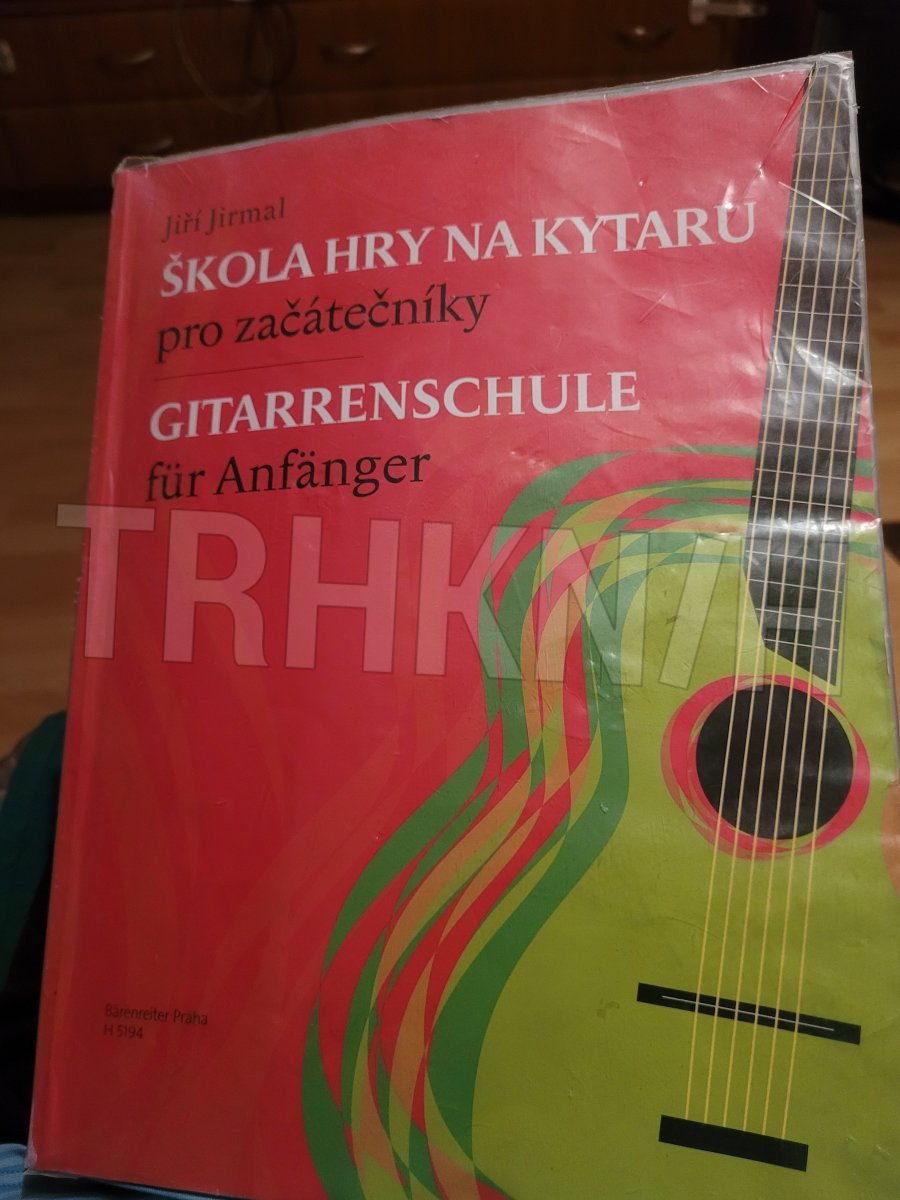 Jiří Jirmal
ŠKOLA HRY NA KYTARU
pro začátečníky
GITARRENSCHULE
für Anfänger
TRHKNIH
Bärenreiter Praha
H 5194